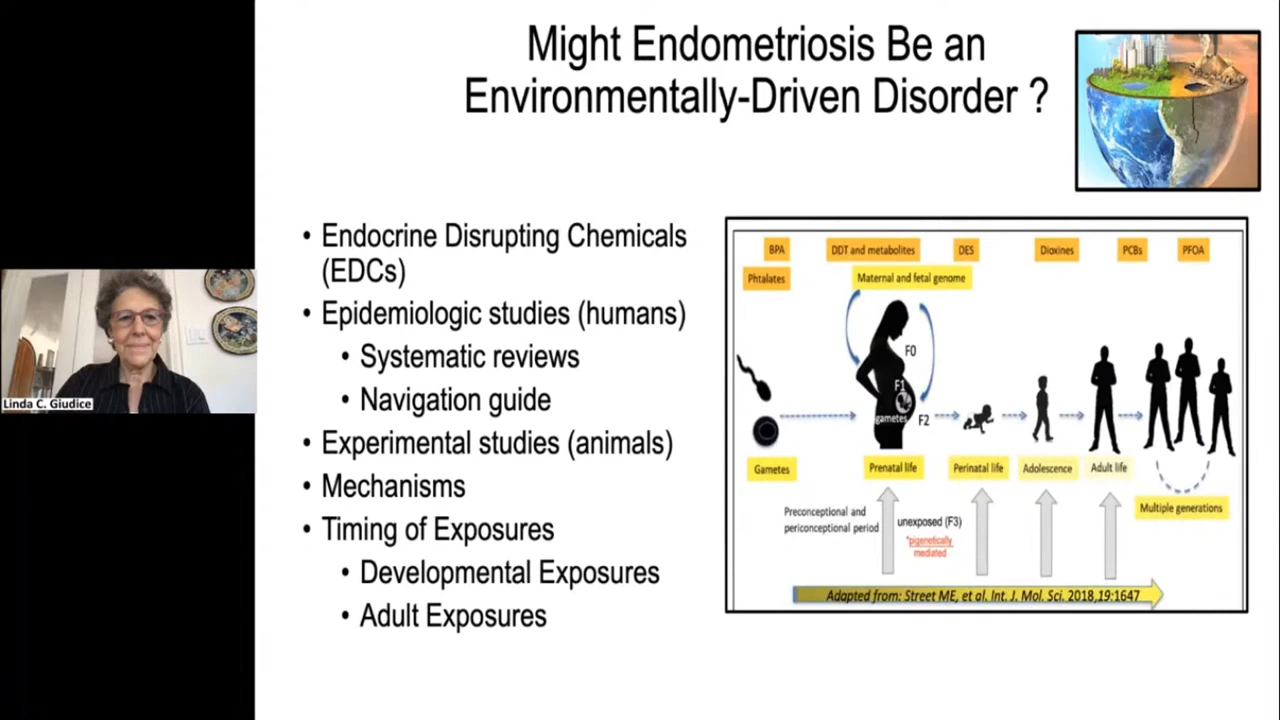 Might Endometriosis Be an
Environmentally-Driven Disorder ?
Linda C. Giudice
• Endocrine Disrupting Chemicals
(EDCs)
• Epidemiologic studies (humans)
• Systematic reviews
• Navigation guide
• Experimental studies (animals)
• Mechanisms
• Timing of Exposures
• Developmental Exposures
• Adult Exposures
BPA
DDT and metabolites
DES
Dioxines
PCBs
PFOA
Phtalates
Maternal and fetal genome
F0
F1
gametes
F2
Gametes
Prenatal life
Perinatal life
Adolescence
Adult life
Multiple generations
Preconceptional and
periconceptional period
unexposed (F3)
*pigenetically
mediated
Adapted from: Street ME, et al. Int. J. Mol. Sci. 2018,19:1647